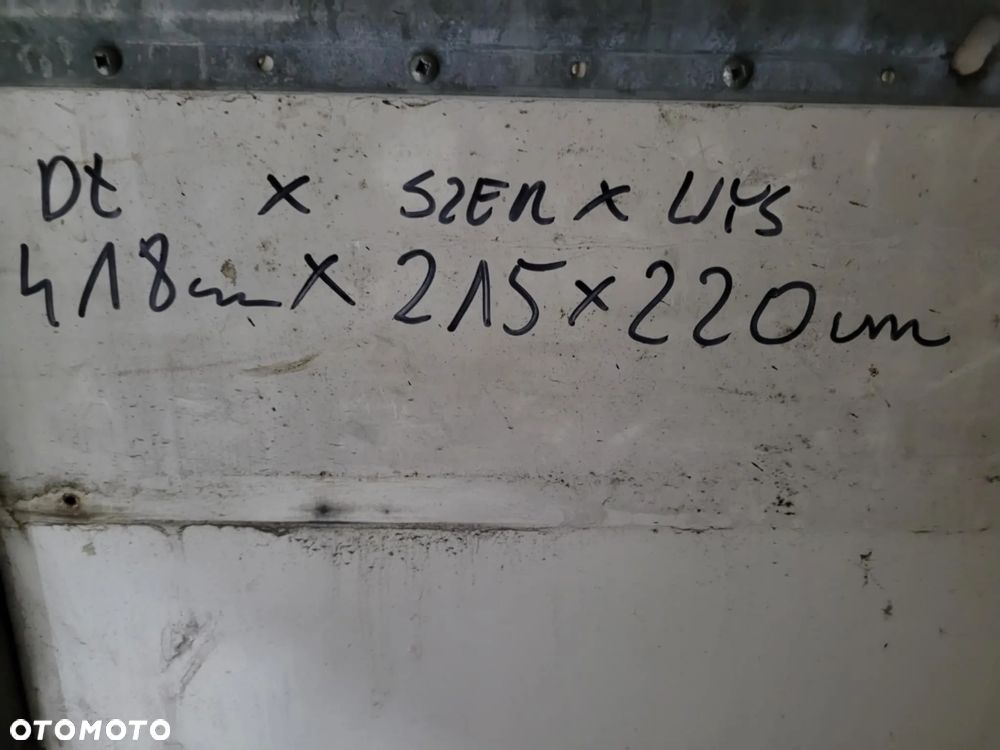 Dł x SZER x WYS
418cm x 215 x 220cm
OTOMOTO